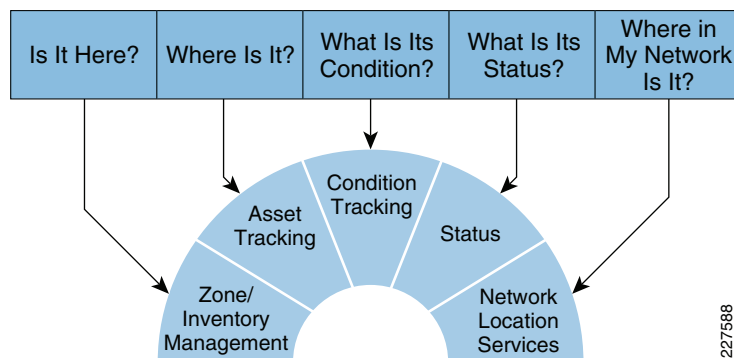 Is It Here?
Where Is It?
What Is Its
Condition?
What Is Its
Status?
Where in
My Network
Is It?
Condition
Tracking
Asset
Tracking
Status
Zone/
Inventory
Management
Network
Location
Services
227588